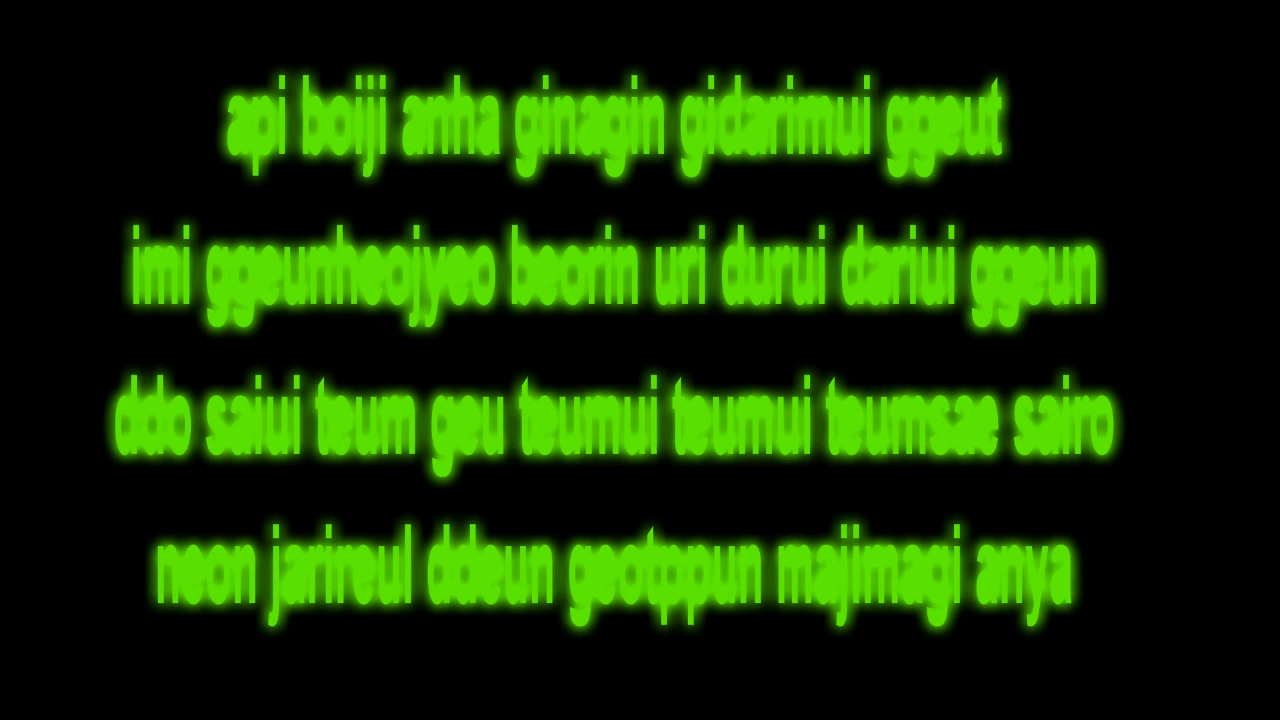 api boiji anha ginagin gidarimui ggeut
imi ggeunheojyeo beorin uri durui dariui ggeun
ddo saiui teum geu teumui teumui teumsae sairo
neon jarireul ddeun geotppun majimagi anya